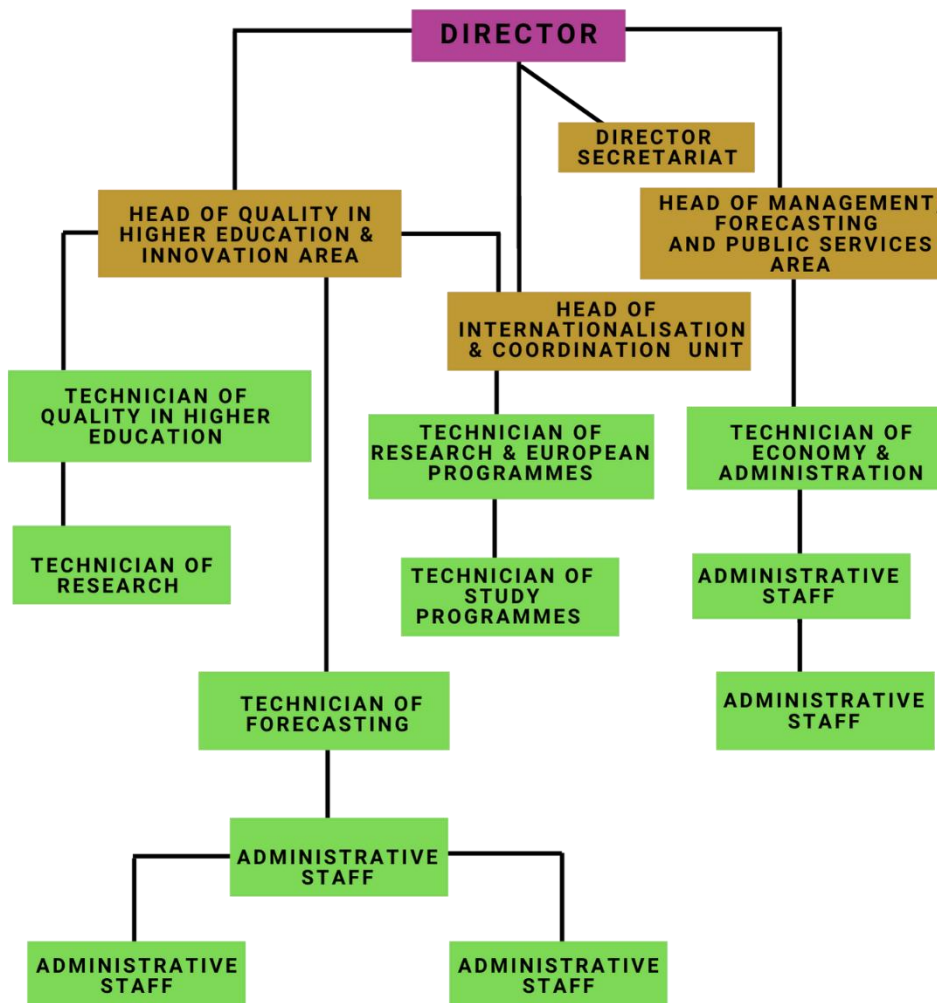 DIRECTOR
DIRECTOR
SECRETARIAT
HEAD OF QUALITY IN
HIGHER EDUCATION &
INNOVATION AREA
HEAD OF MANAGEMENT,
FORECASTING
AND PUBLIC SERVICES
AREA
HEAD OF
INTERNATIONALISATION
& COORDINATION UNIT
TECHNICIAN OF
QUALITY IN HIGHER
EDUCATION
TECHNICIAN OF
RESEARCH & EUROPEAN
PROGRAMMES
TECHNICIAN OF
ECONOMY &
ADMINISTRATION
TECHNICIAN OF
RESEARCH
TECHNICIAN OF
STUDY
PROGRAMMES
ADMINISTRATIVE
STAFF
ADMINISTRATIVE
STAFF
TECHNICIAN OF
FORECASTING
ADMINISTRATIVE
STAFF
ADMINISTRATIVE
STAFF
ADMINISTRATIVE
STAFF